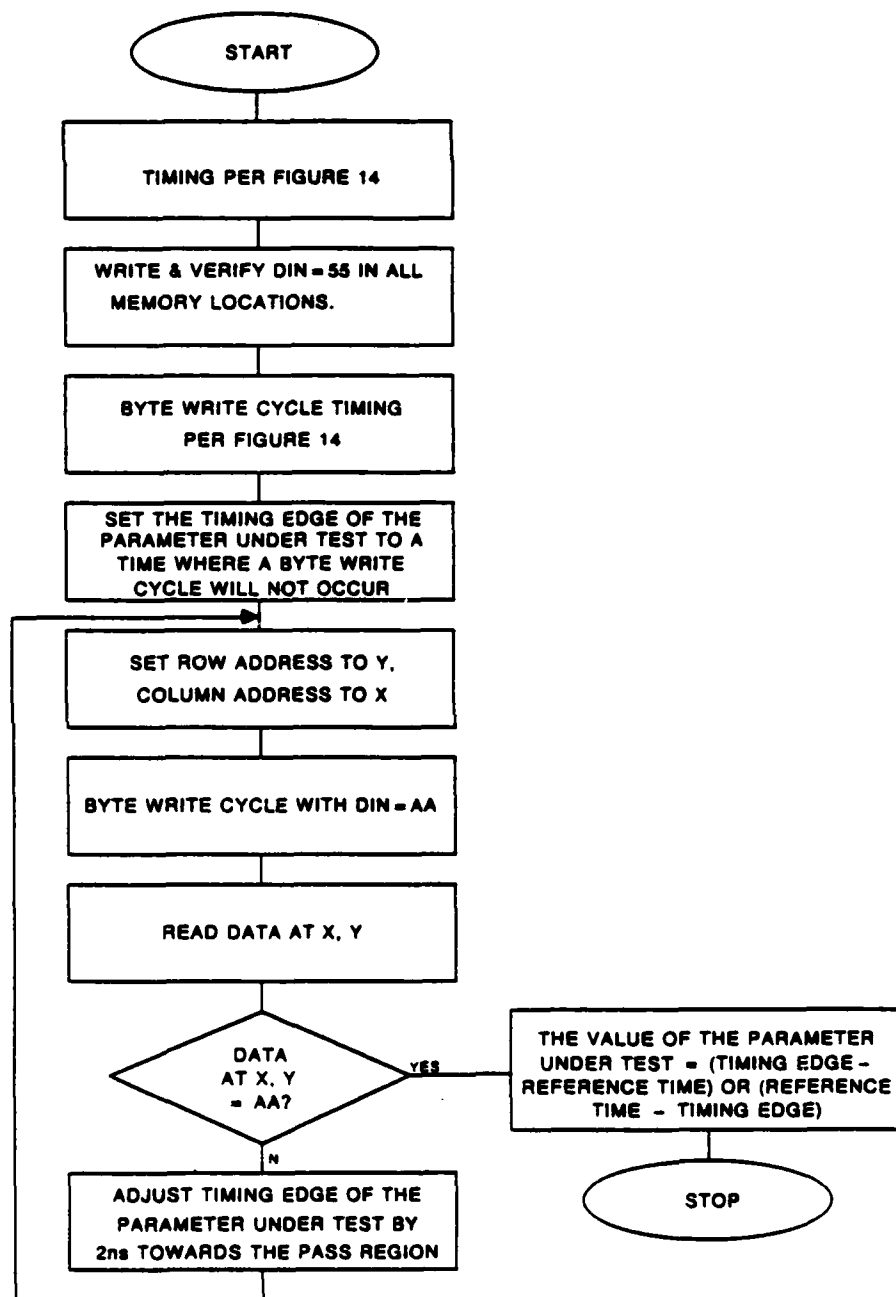 START
TIMING PER FIGURE 14
WRITE & VERIFY DIN=55 IN ALL
MEMORY LOCATIONS.
BYTE WRITE CYCLE TIMING
PER FIGURE 14
SET THE TIMING EDGE OF THE
PARAMETER UNDER TEST TO A
TIME WHERE A BYTE WRITE
CYCLE WILL NOT OCCUR
SET ROW ADDRESS TO Y,
COLUMN ADDRESS TO X
BYTE WRITE CYCLE WITH DIN=AA
READ DATA AT X, Y
DATA
AT X, Y
= AA?
YES
THE VALUE OF THE PARAMETER
UNDER TEST = (TIMING EDGE-
REFERENCE TIME) OR (REFERENCE
TIME - TIMING EDGE)
STOP
N
ADJUST TIMING EDGE OF THE
PARAMETER UNDER TEST BY
2ns TOWARDS THE PASS REGION